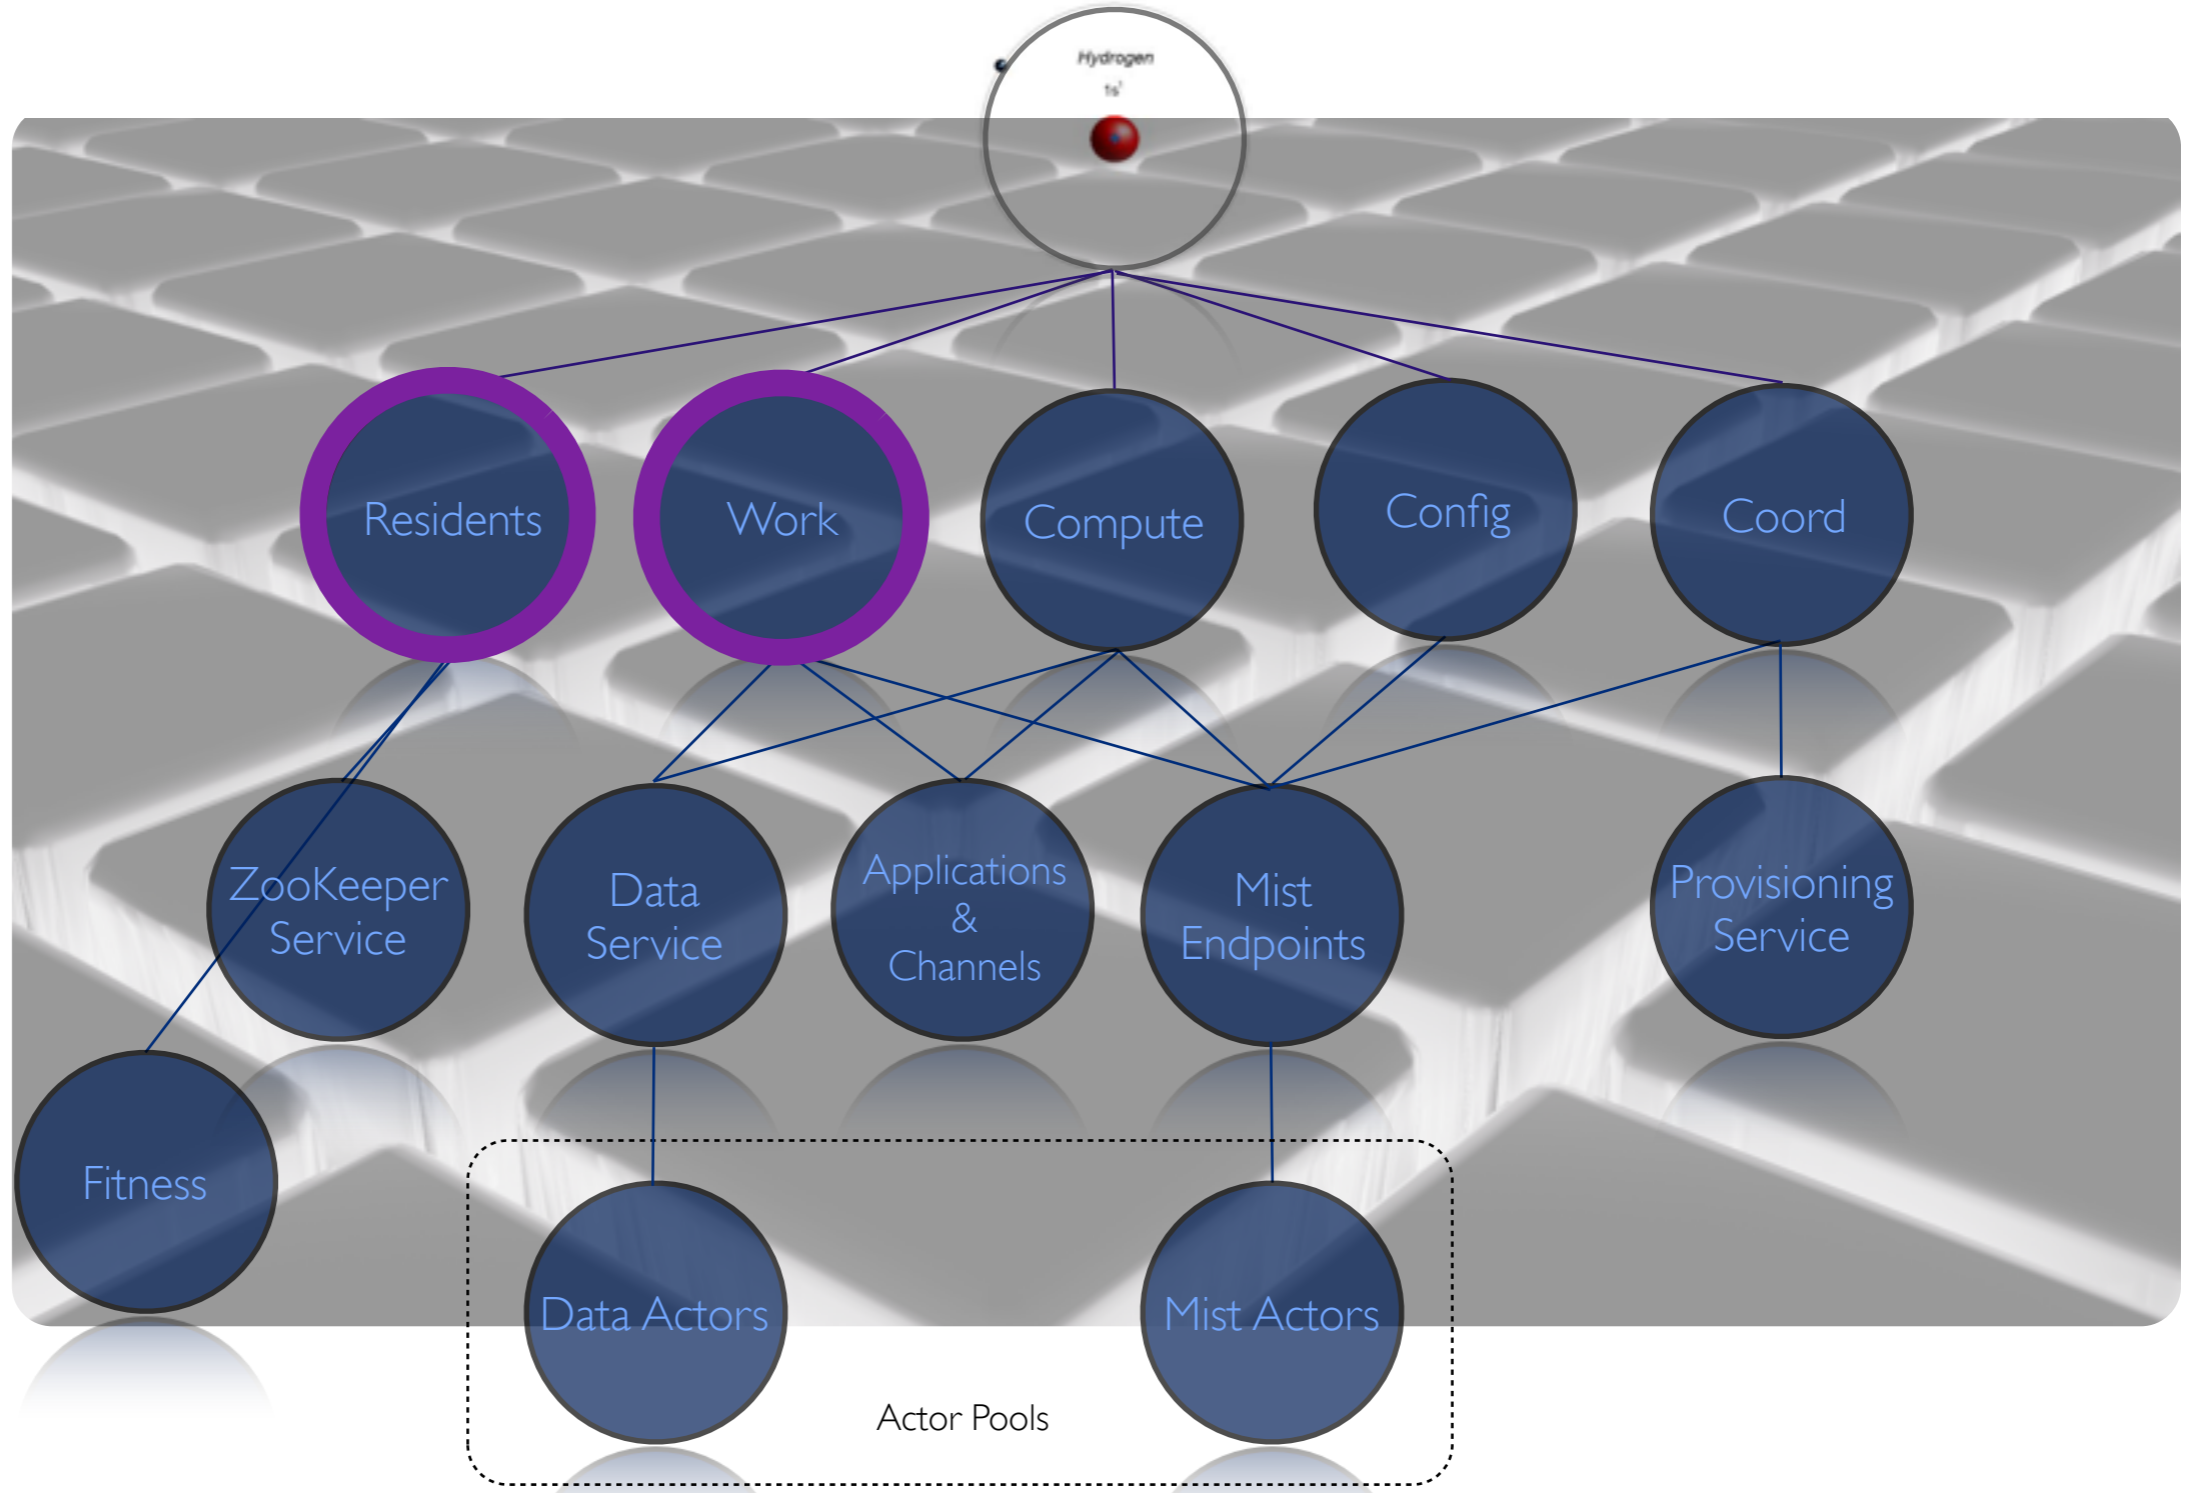 Hydrogen
1s¹
Residents
Work
Compute
Config
Coord
ZooKeeper
Service
Data
Service
Applications
&
Channels
Mist
Endpoints
Provisioning
Service
Fitness
Data Actors
Mist Actors
Actor Pools